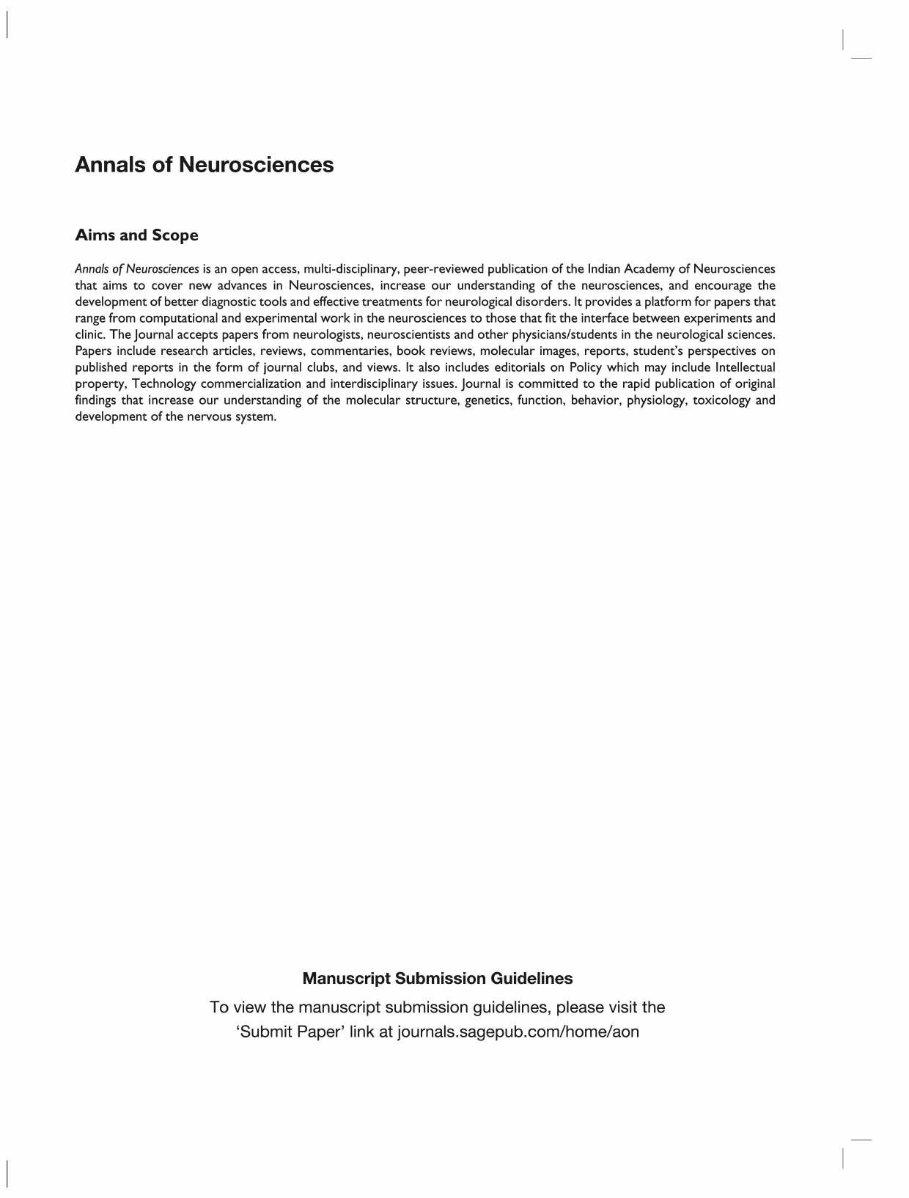 Annals of Neurosciences
Aims and Scope
Annals of Neurosciences is an open access, multi-disciplinary, peer-reviewed publication of the Indian Academy of Neurosciences
that aims to cover new advances in Neurosciences, increase our understanding of the neurosciences, and encourage the
development of better diagnostic tools and effective treatments for neurological disorders. It provides a platform for papers that
range from computational and experimental work in the neurosciences to those that fit the interface between experiments and
clinic. The Journal accepts papers from neurologists, neuroscientists and other physicians/students in the neurological sciences.
Papers include research articles, reviews, commentaries, book reviews, molecular images, reports, student’s perspectives on
published reports in the form of journal clubs, and views. It also includes editorials on Policy which may include Intellectual
property, Technology commercialization and interdisciplinary issues. Journal is committed to the rapid publication of original
findings that increase our understanding of the molecular structure, genetics, function, behavior, physiology, toxicology and
development of the nervous system.
Manuscript Submission Guidelines
To view the manuscript submission guidelines, please visit the
‘Submit Paper’ link at journals.sagepub.com/home/aon